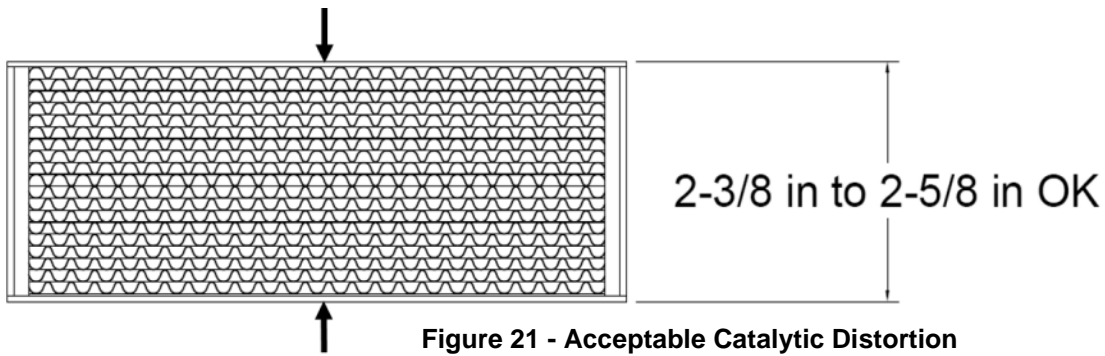 2-3/8 in to 2-5/8 in OK
Figure 21 - Acceptable Catalytic Distortion